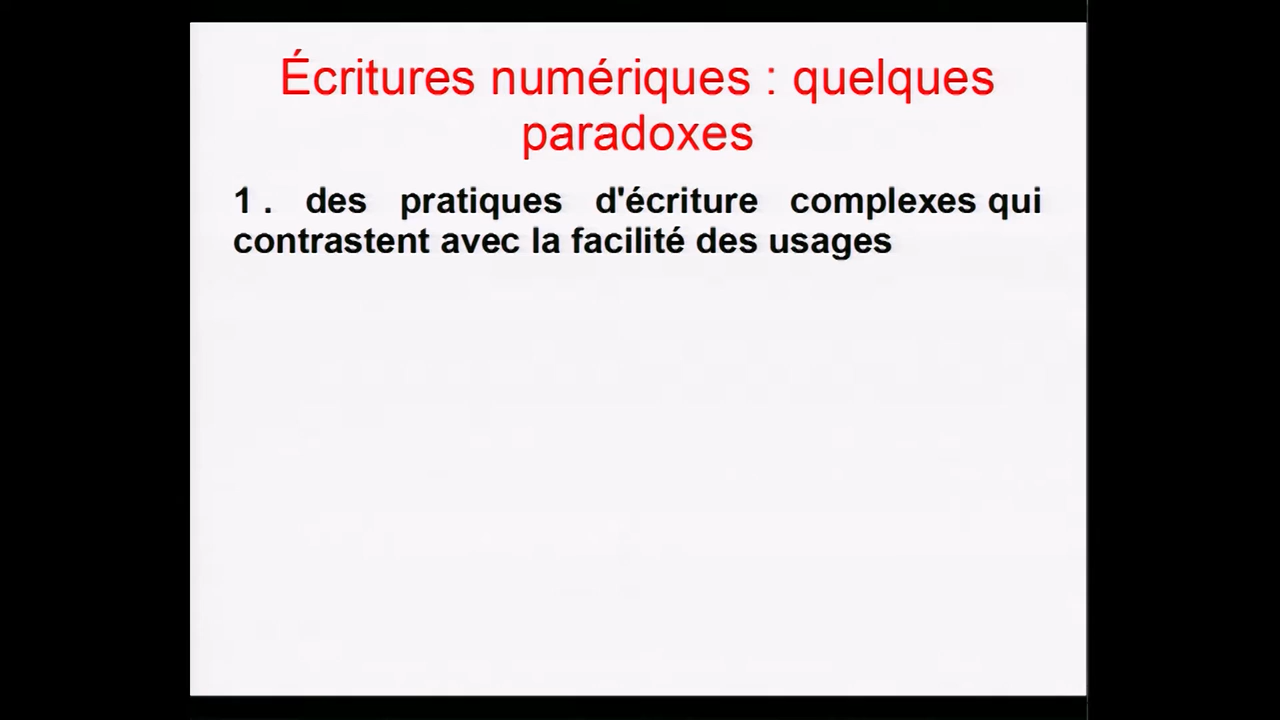 Écritures numériques : quelques
paradoxes
1 . des pratiques d'écriture complexes qui
contrastent avec la facilité des usages